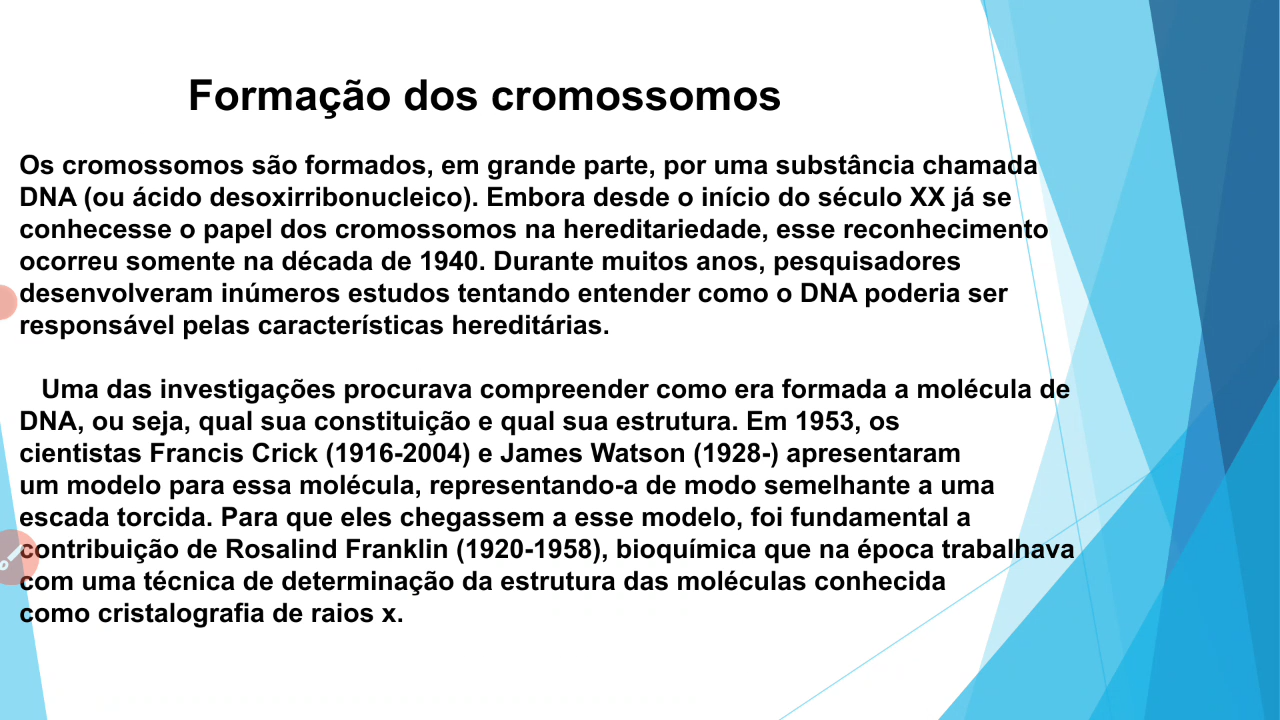 Formação dos cromossomos
Os cromossomos são formados, em grande parte, por uma substância chamada
DNA (ou ácido desoxirribonucleico). Embora desde o início do século XX já se
conhecesse o papel dos cromossomos na hereditariedade, esse reconhecimento
ocorreu somente na década de 1940. Durante muitos anos, pesquisadores
desenvolveram inúmeros estudos tentando entender como o DNA poderia ser
responsável pelas características hereditárias.
Uma das investigações procurava compreender como era formada a molécula de
DNA, ou seja, qual sua constituição e qual sua estrutura. Em 1953, os
cientistas Francis Crick (1916-2004) e James Watson (1928-) apresentaram
um modelo para essa molécula, representando-a de modo semelhante a uma
escada torcida. Para que eles chegassem a esse modelo, foi fundamental a
contribuição de Rosalind Franklin (1920-1958), bioquímica que na época trabalhava
com uma técnica de determinação da estrutura das moléculas conhecida
como cristalografia de raios x.